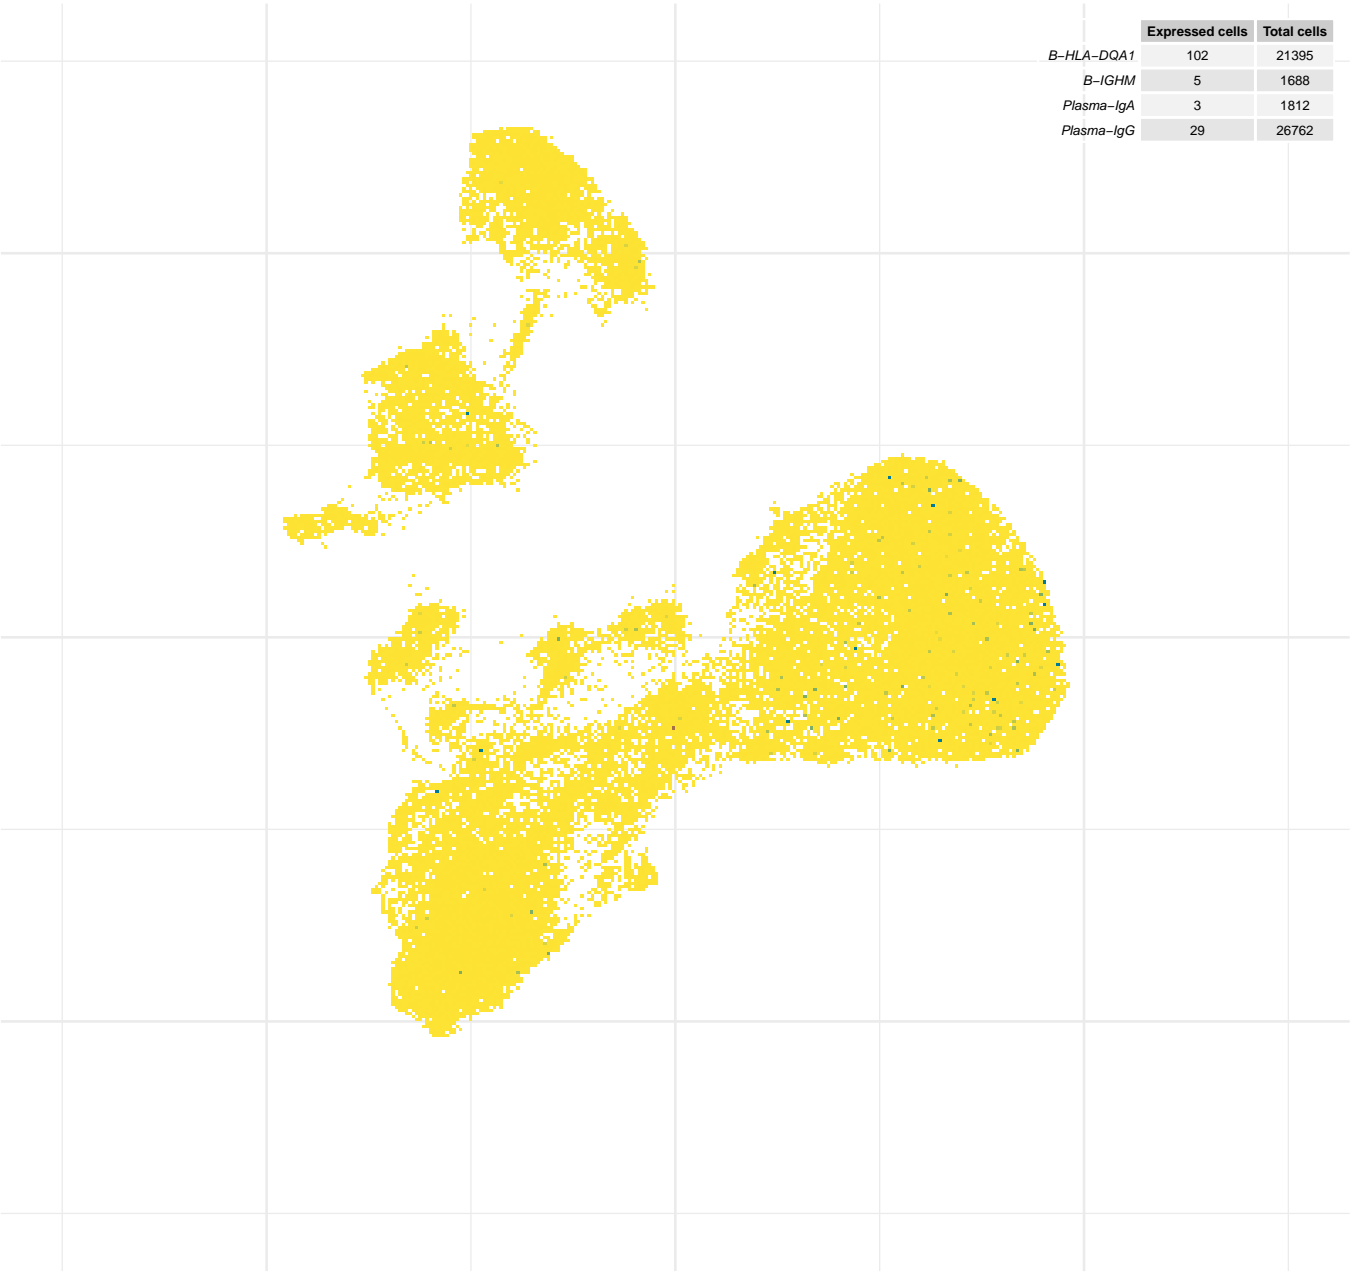 Expressed cells Total cells
B−HLA−DQA1 102 21395
B−IGHM 5 1688
Plasma−IgA 3 1812
Plasma−IgG 29 26762